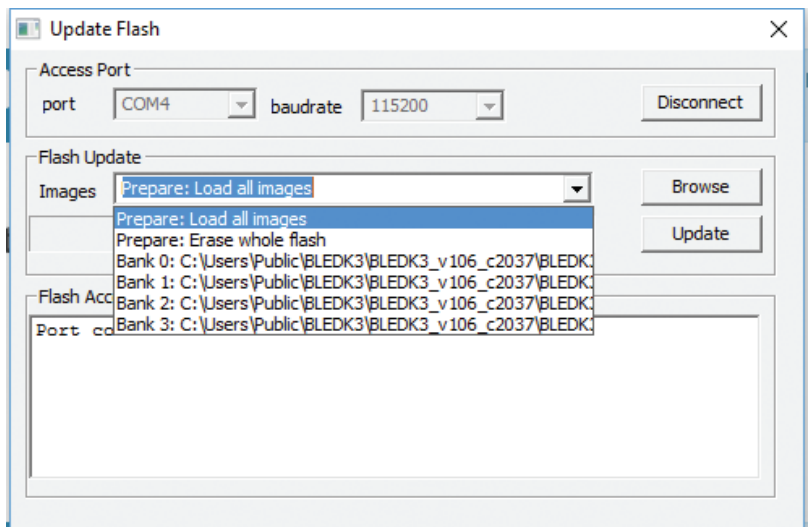 Update Flash
Access Port
port COM4 baudrate 115200 Disconnect
Flash Update
Images Prepare: Load all images Browse
Prepare: Load all images
Prepare: Erase whole flash
Update
Bank 0: C:\Users\Public\BLEDK3\BLEDK3_v106_c2037\BLEDK
Bank 1: C:\Users\Public\BLEDK3\BLEDK3_v106_c2037\BLEDK
Bank 2: C:\Users\Public\BLEDK3\BLEDK3_v106_c2037\BLEDK
Bank 3: C:\Users\Public\BLEDK3\BLEDK3_v106_c2037\BLEDK
Flash Acc
Port co